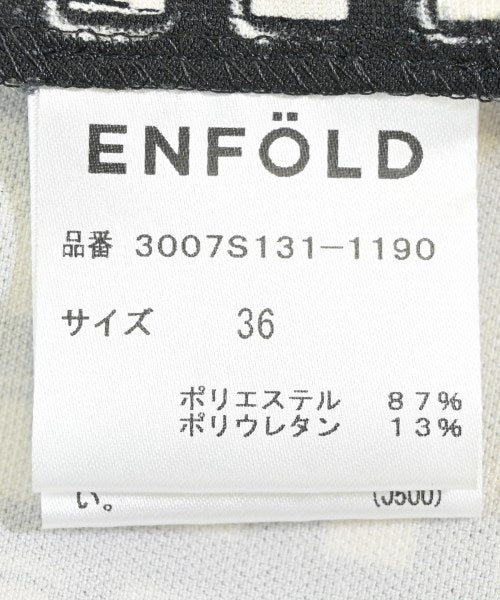 ENFÖLD
品番 3007S131-1190
サイズ 36
ポリエステル 87%
ポリウレタン 13%
い。 (J500)